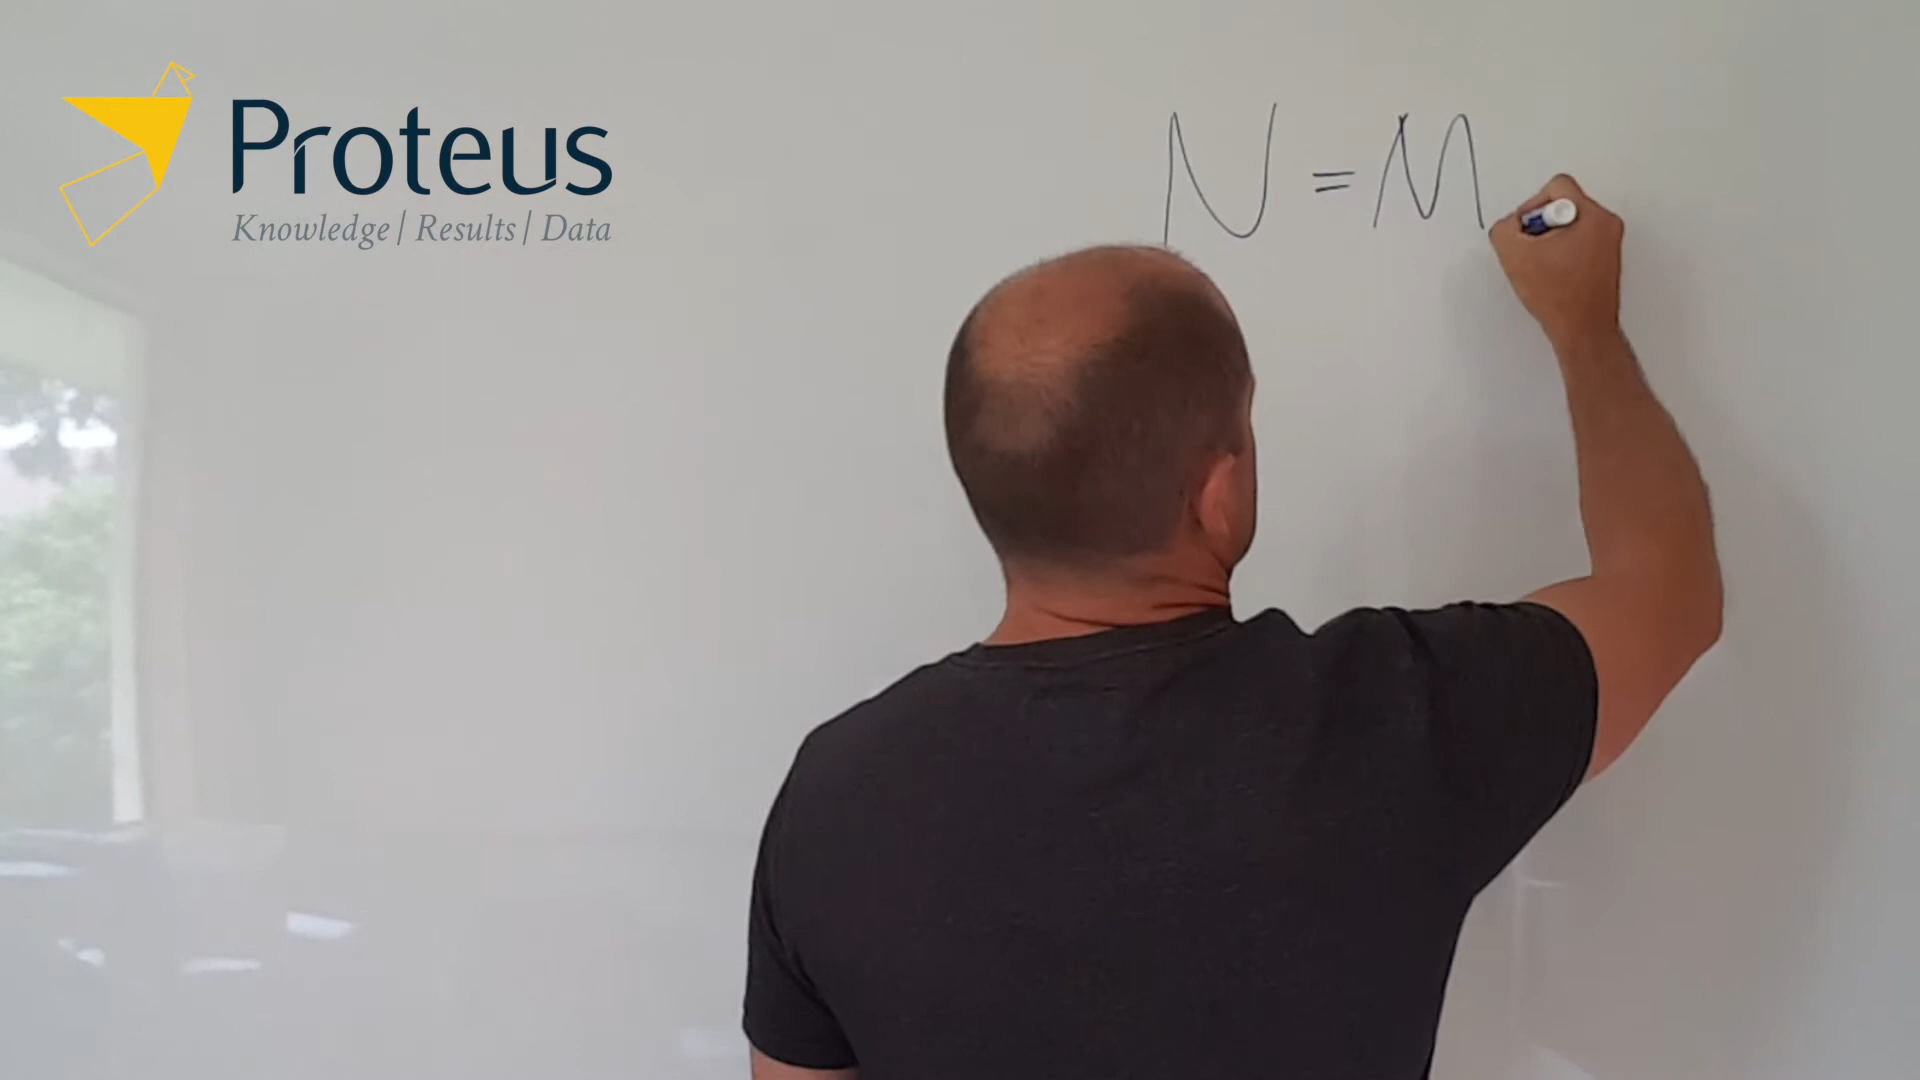 Proteus
Knowledge | Results | Data
N = M